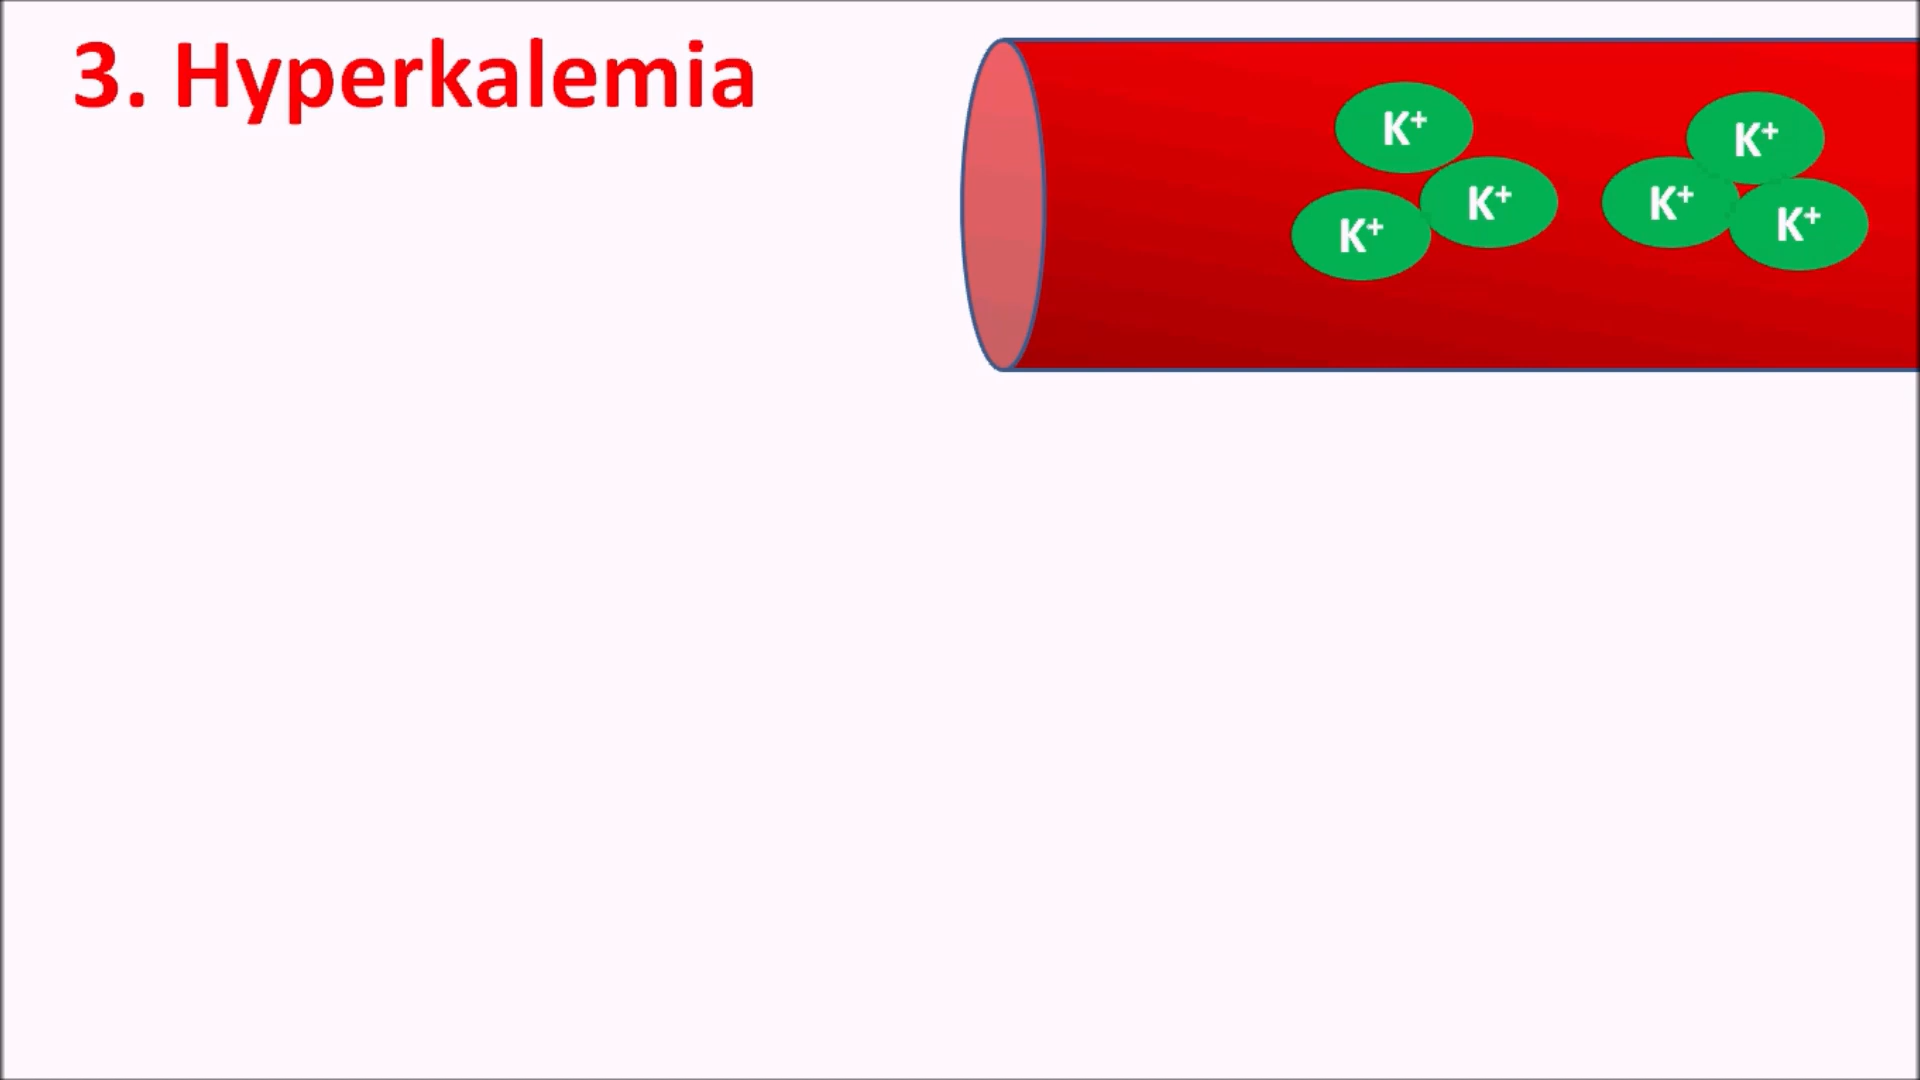 3. Hyperkalemia
K⁺
K⁺
K⁺
K⁺
K⁺
K⁺